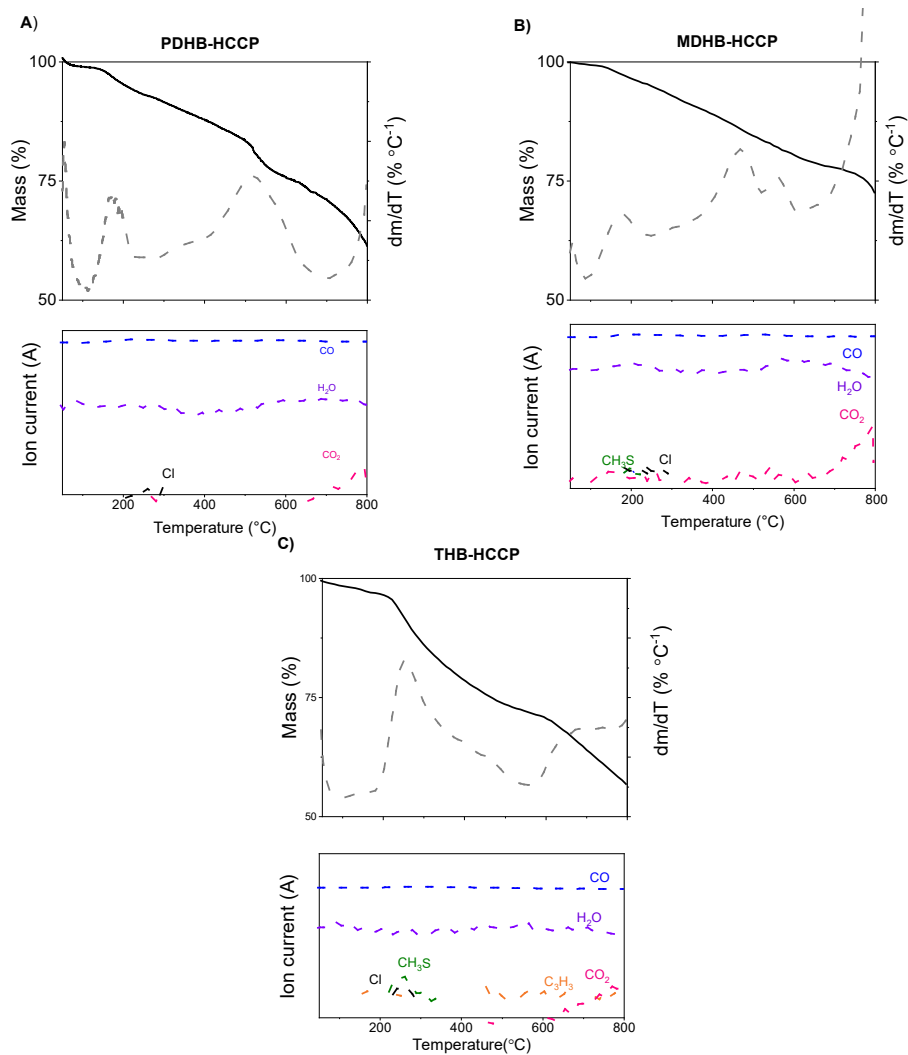 A)
PDHB-HCCP
100
75
50
Mass (%)
dm/dT (% °C-1)
Ion current (A)
CO
H2O
CO2
Cl
200
400
600
800
Temperature (°C)
B)
MDHB-HCCP
100
75
50
Mass (%)
dm/dT (% °C-1)
Ion current (A)
CO
H2O
CO2
CH3S
Cl
200
400
600
800
Temperature (°C)
C)
THB-HCCP
100
75
50
Mass (%)
dm/dT (% °C-1)
Ion current (A)
CO
H2O
CH3S
Cl
C3H3
CO2
200
400
600
800
Temperature(°C)